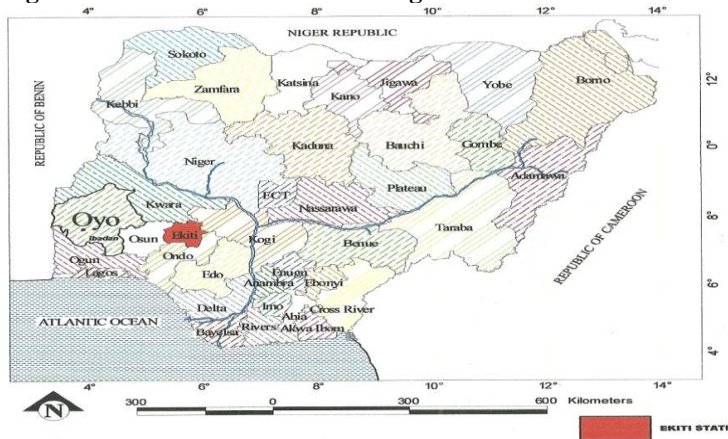 14° 6° 8° 10° 12° 14°
NIGER REPUBLIC
Sokoto
Katsina
Jigawa
Yobe
Borno
Zamfara
Kano
12°
Kebbi
REPUBLIC OF BENIN
Kaduna
Bauchi
Gombe
0°
Niger
Adamawa
Plateau
FCT
Kwara
Nassarawa
Oyo
Taraba
8°
Ibadan
Osun
Ekiti
Kogi
Benue
REPUBLIC OF CAMEROON
Ogun
Ondo
Lagos
Edo
Enugu
Anambra
Ebonyi
6°
Delta
Imo
Abia
Cross River
ATLANTIC OCEAN
Bayelsa
Rivers
Akwa Ibom
4°
4° 6° 8° 10° 12° 14°
N
300 0 300 600 Kilometers
EKITI STATE